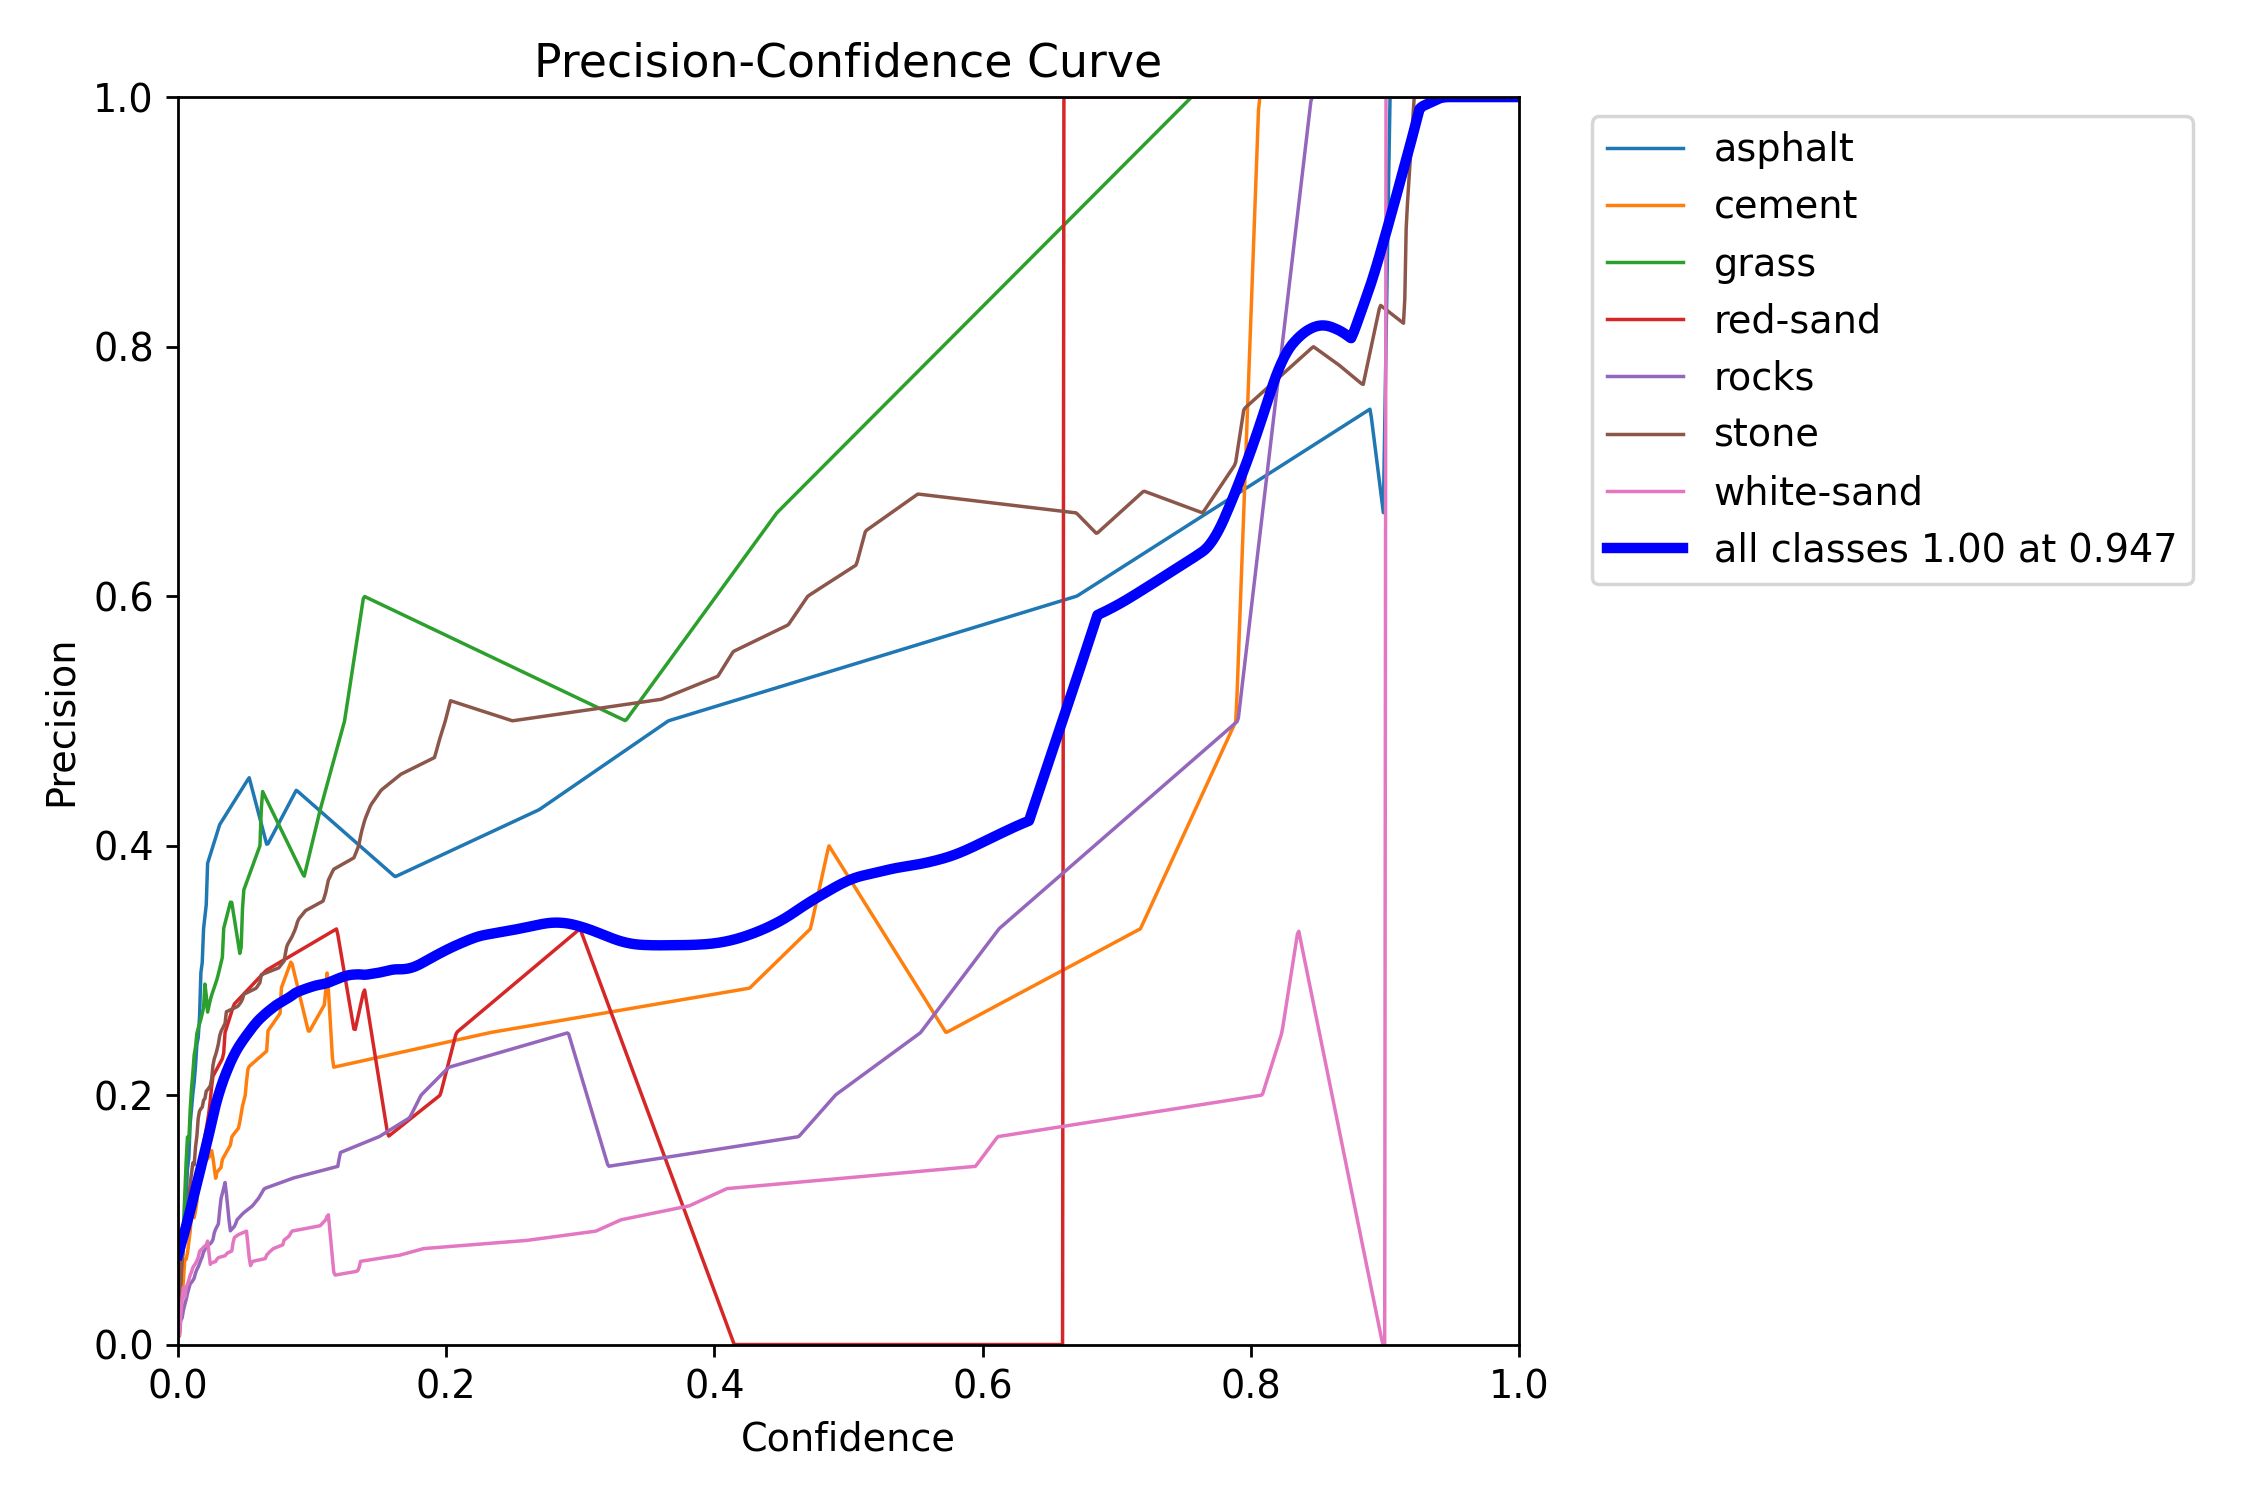 Precision-Confidence Curve
1.0
0.8
0.6
0.4
0.2
0.0
Precision
0.0 0.2 0.4 0.6 0.8 1.0
Confidence
asphalt
cement
grass
red-sand
rocks
stone
white-sand
all classes 1.00 at 0.947